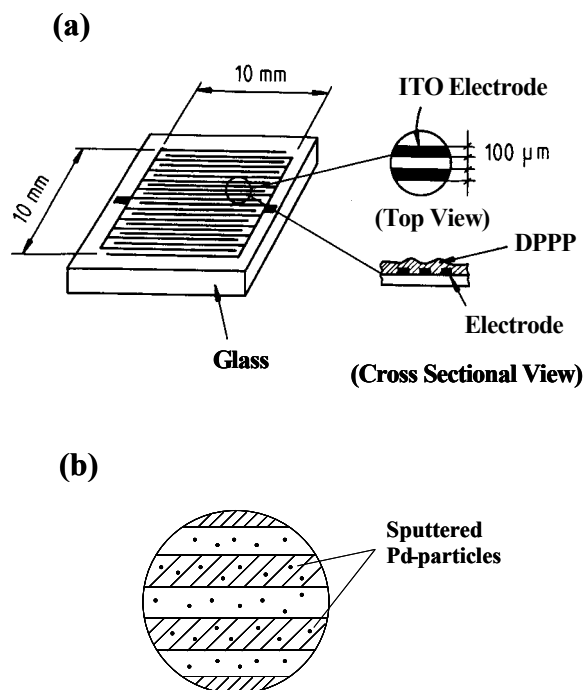 (a)
10 mm
10 mm
ITO Electrode
100 μm
(Top View)
DPPP
Electrode
Glass
(Cross Sectional View)
(b)
Sputtered
Pd-particles